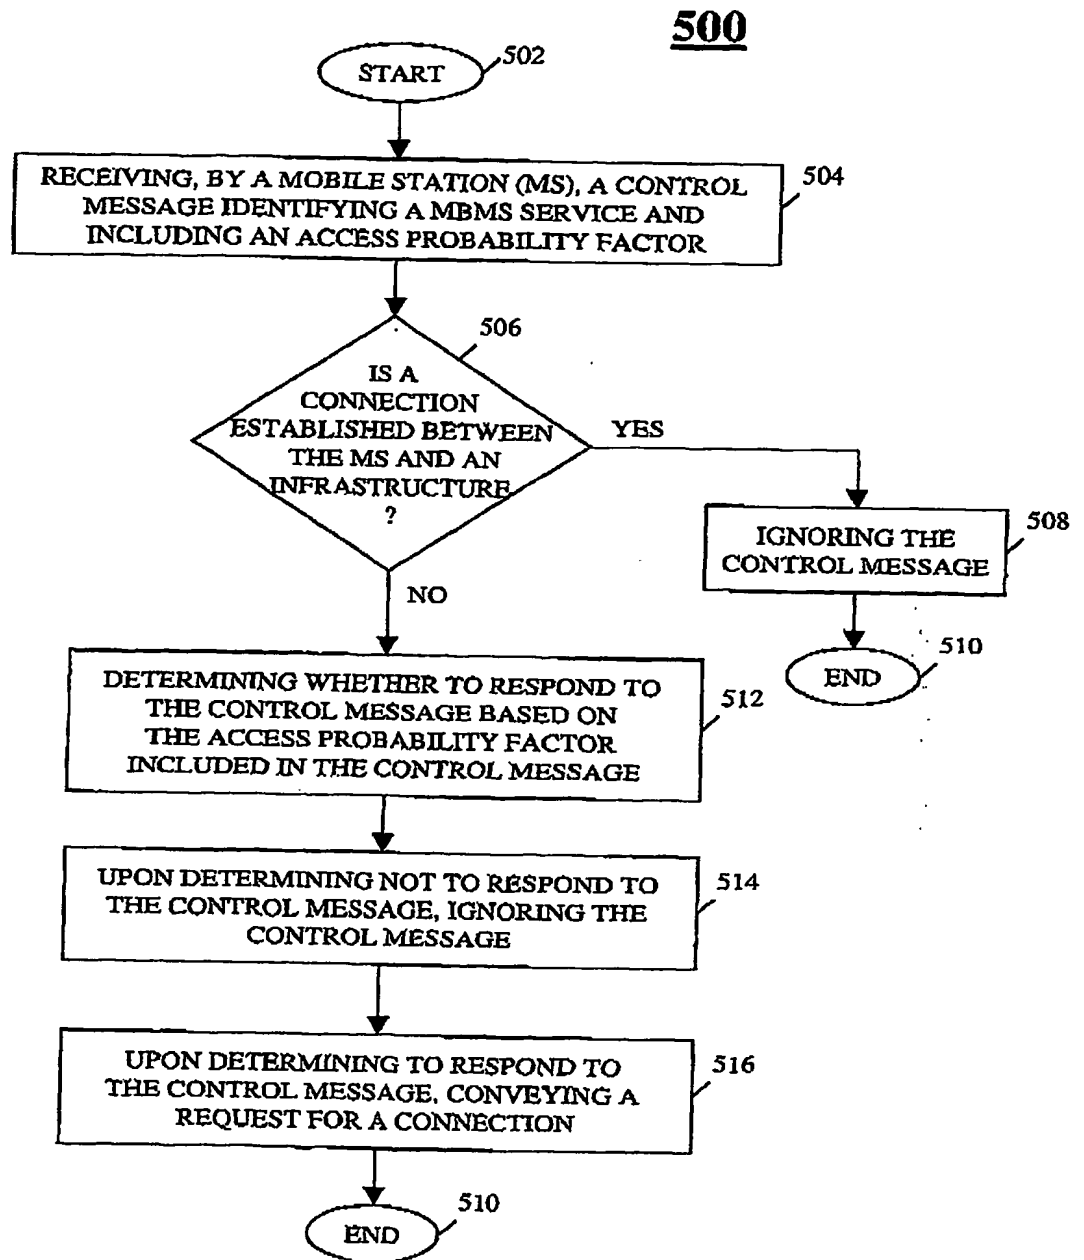 500
START
502
RECEIVING, BY A MOBILE STATION (MS), A CONTROL
MESSAGE IDENTIFYING A MBMS SERVICE AND
INCLUDING AN ACCESS PROBABILITY FACTOR
504
506
IS A
CONNECTION
ESTABLISHED BETWEEN
THE MS AND AN
INFRASTRUCTURE
?
YES
IGNORING THE
CONTROL MESSAGE
508
END
510
NO
DETERMINING WHETHER TO RESPOND TO
THE CONTROL MESSAGE BASED ON
THE ACCESS PROBABILITY FACTOR
INCLUDED IN THE CONTROL MESSAGE
512
UPON DETERMINING NOT TO RESPOND TO
THE CONTROL MESSAGE, IGNORING THE
CONTROL MESSAGE
514
UPON DETERMINING TO RESPOND TO
THE CONTROL MESSAGE, CONVEYING A
REQUEST FOR A CONNECTION
516
END
510